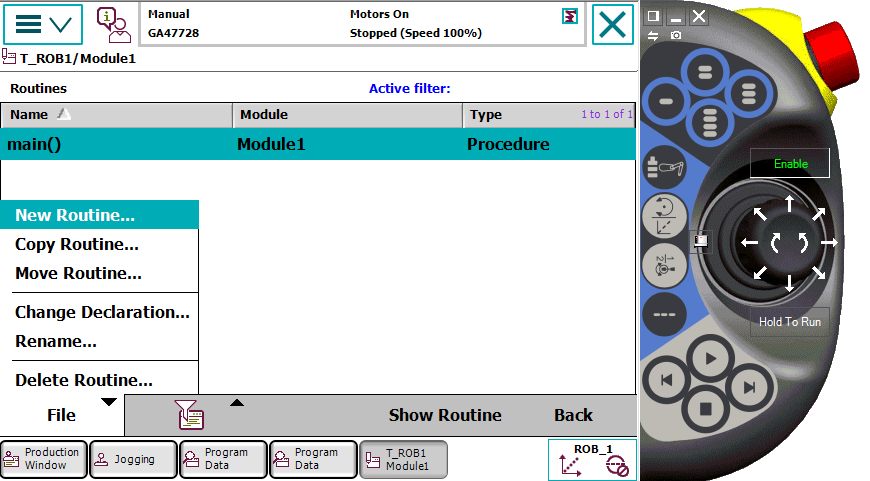 Manual
GA47728
Motors On
Stopped (Speed 100%)
T_ROB1/Module1
Routines
Active filter:
Name
Module
Type
1 to 1 of 1
main()
Module1
Procedure
New Routine...
Copy Routine...
Move Routine...
Change Declaration...
Rename...
Delete Routine...
File
Show Routine
Back
Production
Window
Jogging
Program
Data
Program
Data
T_ROB1
Module1
ROB_1
Enable
Hold To Run